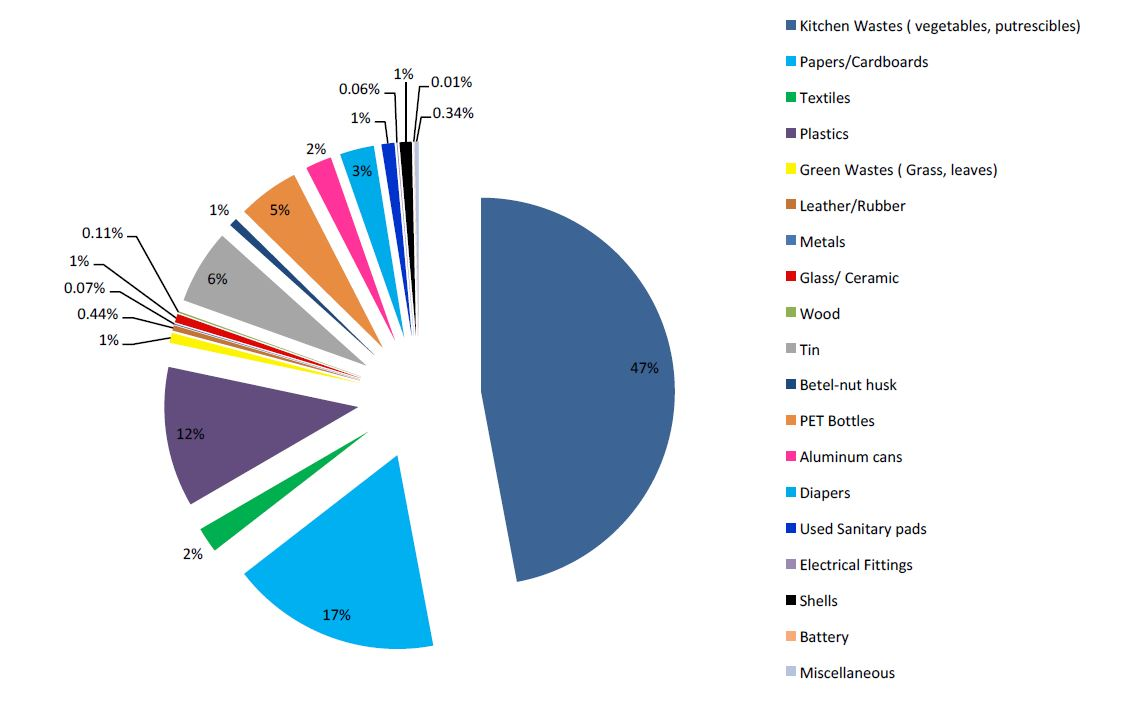 1%
0.01%
0.06%
0.34%
1%
2%
3%
1%
5%
0.11%
6%
1%
0.07%
0.44%
1%
47%
12%
2%
17%
Kitchen Wastes ( vegetables, putrescibles)
Papers/Cardboards
Textiles
Plastics
Green Wastes ( Grass, leaves)
Leather/Rubber
Metals
Glass/ Ceramic
Wood
Tin
Betel-nut husk
PET Bottles
Aluminum cans
Diapers
Used Sanitary pads
Electrical Fittings
Shells
Battery
Miscellaneous